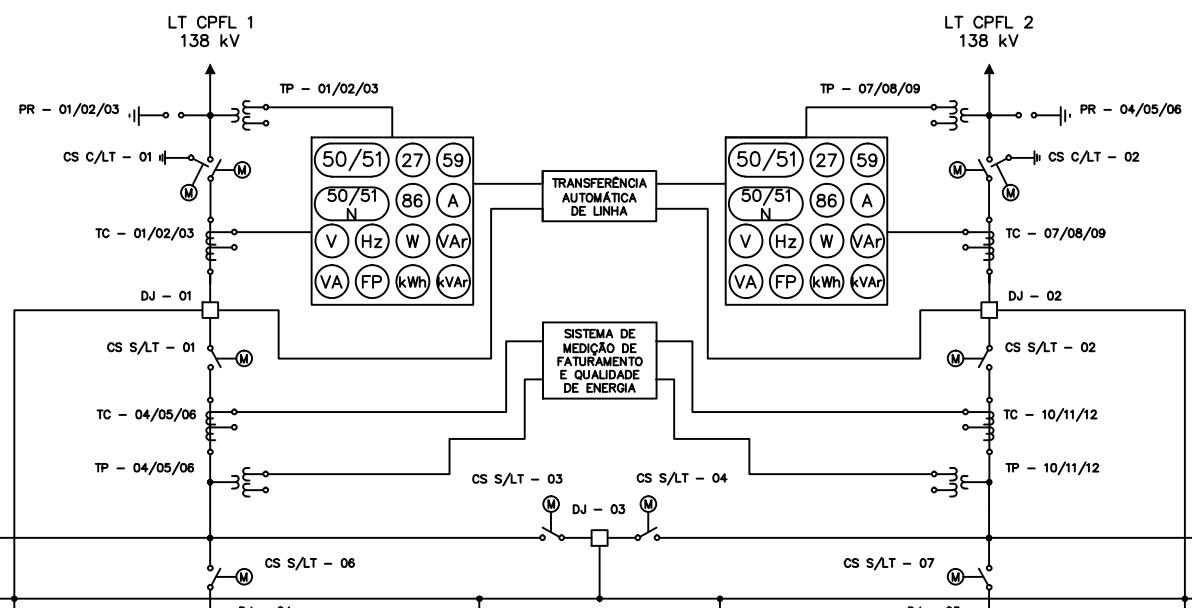 LT CPFL 1
138 kV
LT CPFL 2
138 kV
TP - 01/02/03
TP - 07/08/09
PR - 01/02/03
PR - 04/05/06
CS C/LT - 01
M
M
50/51 27 59
50/51 N 86 A
V Hz W VAr
VA FP kWh kVAr
TRANSFERÊNCIA
AUTOMÁTICA
DE LINHA
50/51 27 59
50/51 N 86 A
V Hz W VAr
VA FP kWh kVAr
CS C/LT - 02
M
M
TC - 01/02/03
TC - 07/08/09
DJ - 01
DJ - 02
CS S/LT - 01
M
SISTEMA DE
MEDIÇÃO DE
FATURAMENTO
E QUALIDADE
DE ENERGIA
M
CS S/LT - 02
TC - 04/05/06
TC - 10/11/12
TP - 04/05/06
TP - 10/11/12
CS S/LT - 03
CS S/LT - 04
M
DJ - 03
M
CS S/LT - 06
M
CS S/LT - 07
M